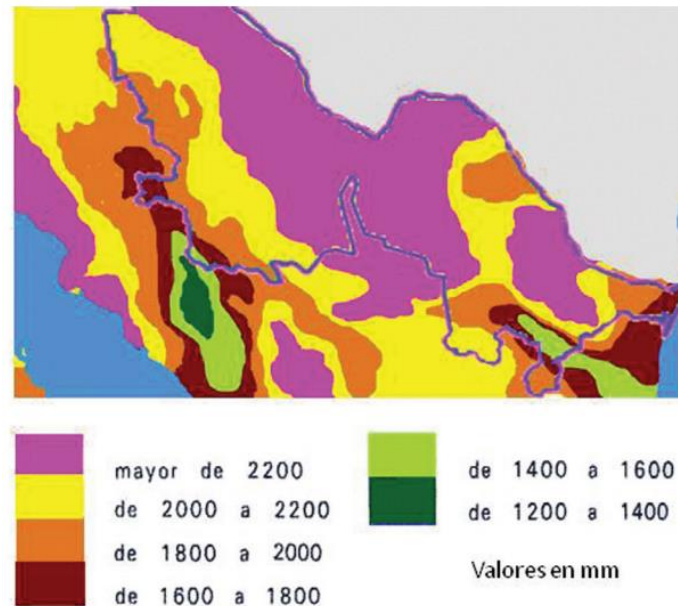 mayor de 2200
de 2000 a 2200
de 1800 a 2000
de 1600 a 1800
de 1400 a 1600
de 1200 a 1400
Valores en mm